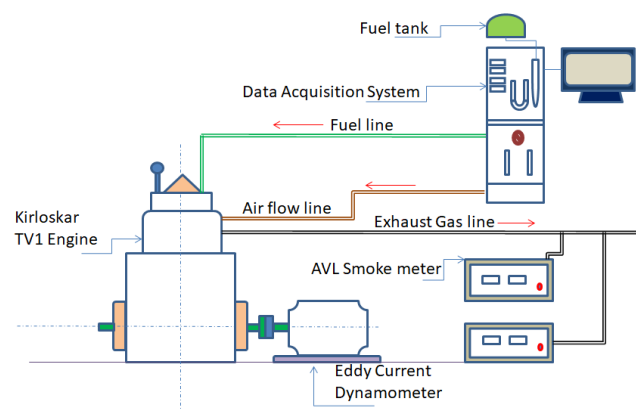 Fuel tank
Data Acquisition System
Fuel line
Air flow line
Kirloskar
TV1 Engine
Exhaust Gas line
AVL Smoke meter
Eddy Current
Dynamometer